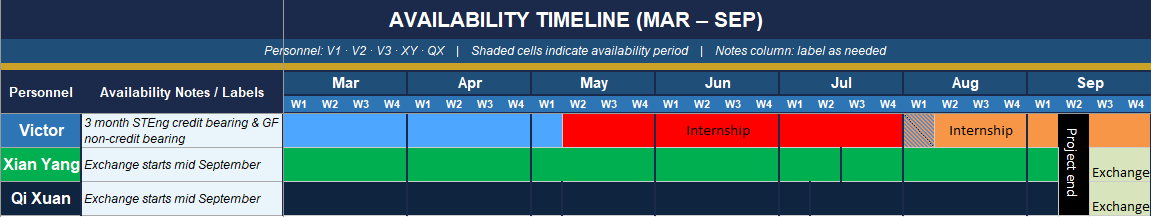 AVAILABILITY TIMELINE (MAR – SEP)
Personnel: V1 · V2 · V3 · XY · QX | Shaded cells indicate availability period | Notes column: label as needed
Personnel Availability Notes / Labels Mar Apr May Jun Jul Aug Sep
W1 W2 W3 W4 W1 W2 W3 W4 W1 W2 W3 W4 W1 W2 W3 W4 W1 W2 W3 W4 W1 W2 W3 W4 W1 W2 W3 W4
Victor 3 month STEng credit bearing & GF
non-credit bearing
Internship Internship
Project end
Xian Yang Exchange starts mid September Exchange
Qi Xuan Exchange starts mid September Exchange